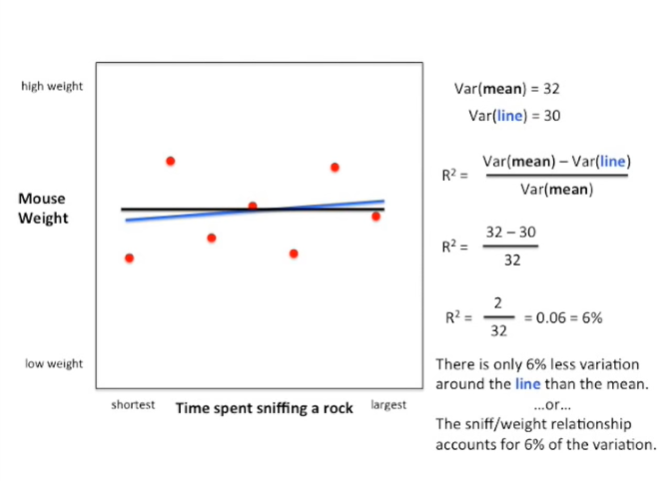 high weight
Mouse
Weight
low weight
shortest
Time spent sniffing a rock
largest
Var(mean) = 32
Var(line) = 30
R² =
Var(mean) – Var(line)
Var(mean)
R² =
32 – 30
32
R² =
2
32
= 0.06 = 6%
There is only 6% less variation
around the line than the mean.
...or...
The sniff/weight relationship
accounts for 6% of the variation.